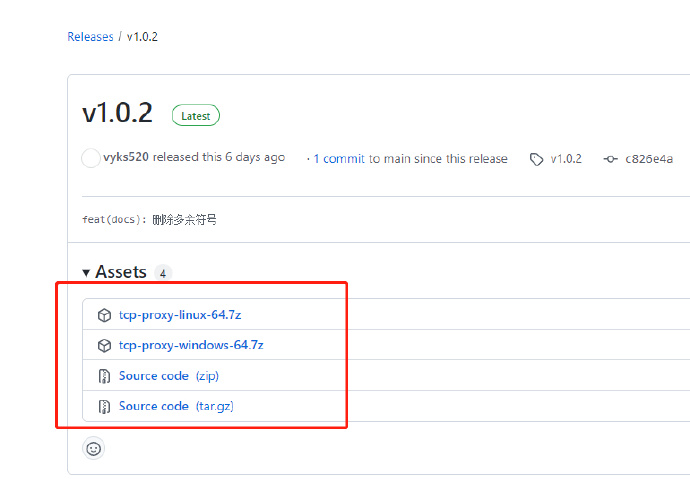 Releases / v1.0.2
v1.0.2 Latest
vyks520 released this 6 days ago · 1 commit to main since this release v1.0.2 c826e4a
feat(docs): 删除多余符号
Assets 4
tcp-proxy-linux-64.7z
tcp-proxy-windows-64.7z
Source code (zip)
Source code (tar.gz)